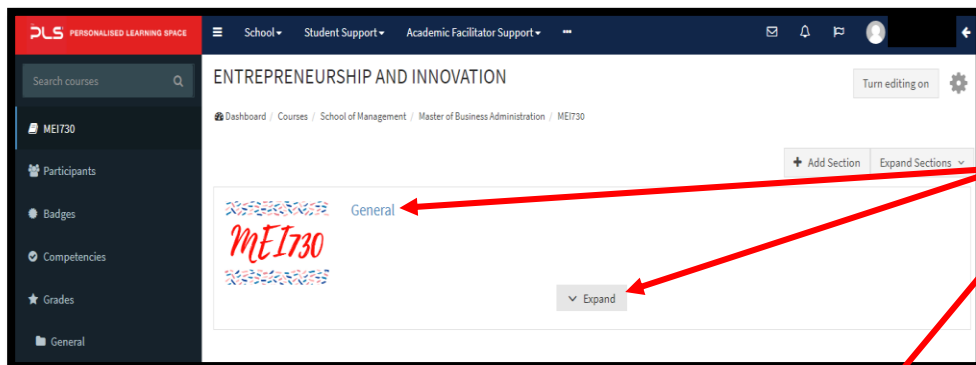 PLS PERSONALISED LEARNING SPACE
School Student Support Academic Facilitator Support
Search courses
ENTREPRENEURSHIP AND INNOVATION
Turn editing on
Dashboard / Courses / School of Management / Master of Business Administration / MEI730
MEI730
Add Section Expand Sections
Participants
Badges
Competencies
Grades
General
General
MEI730
Expand